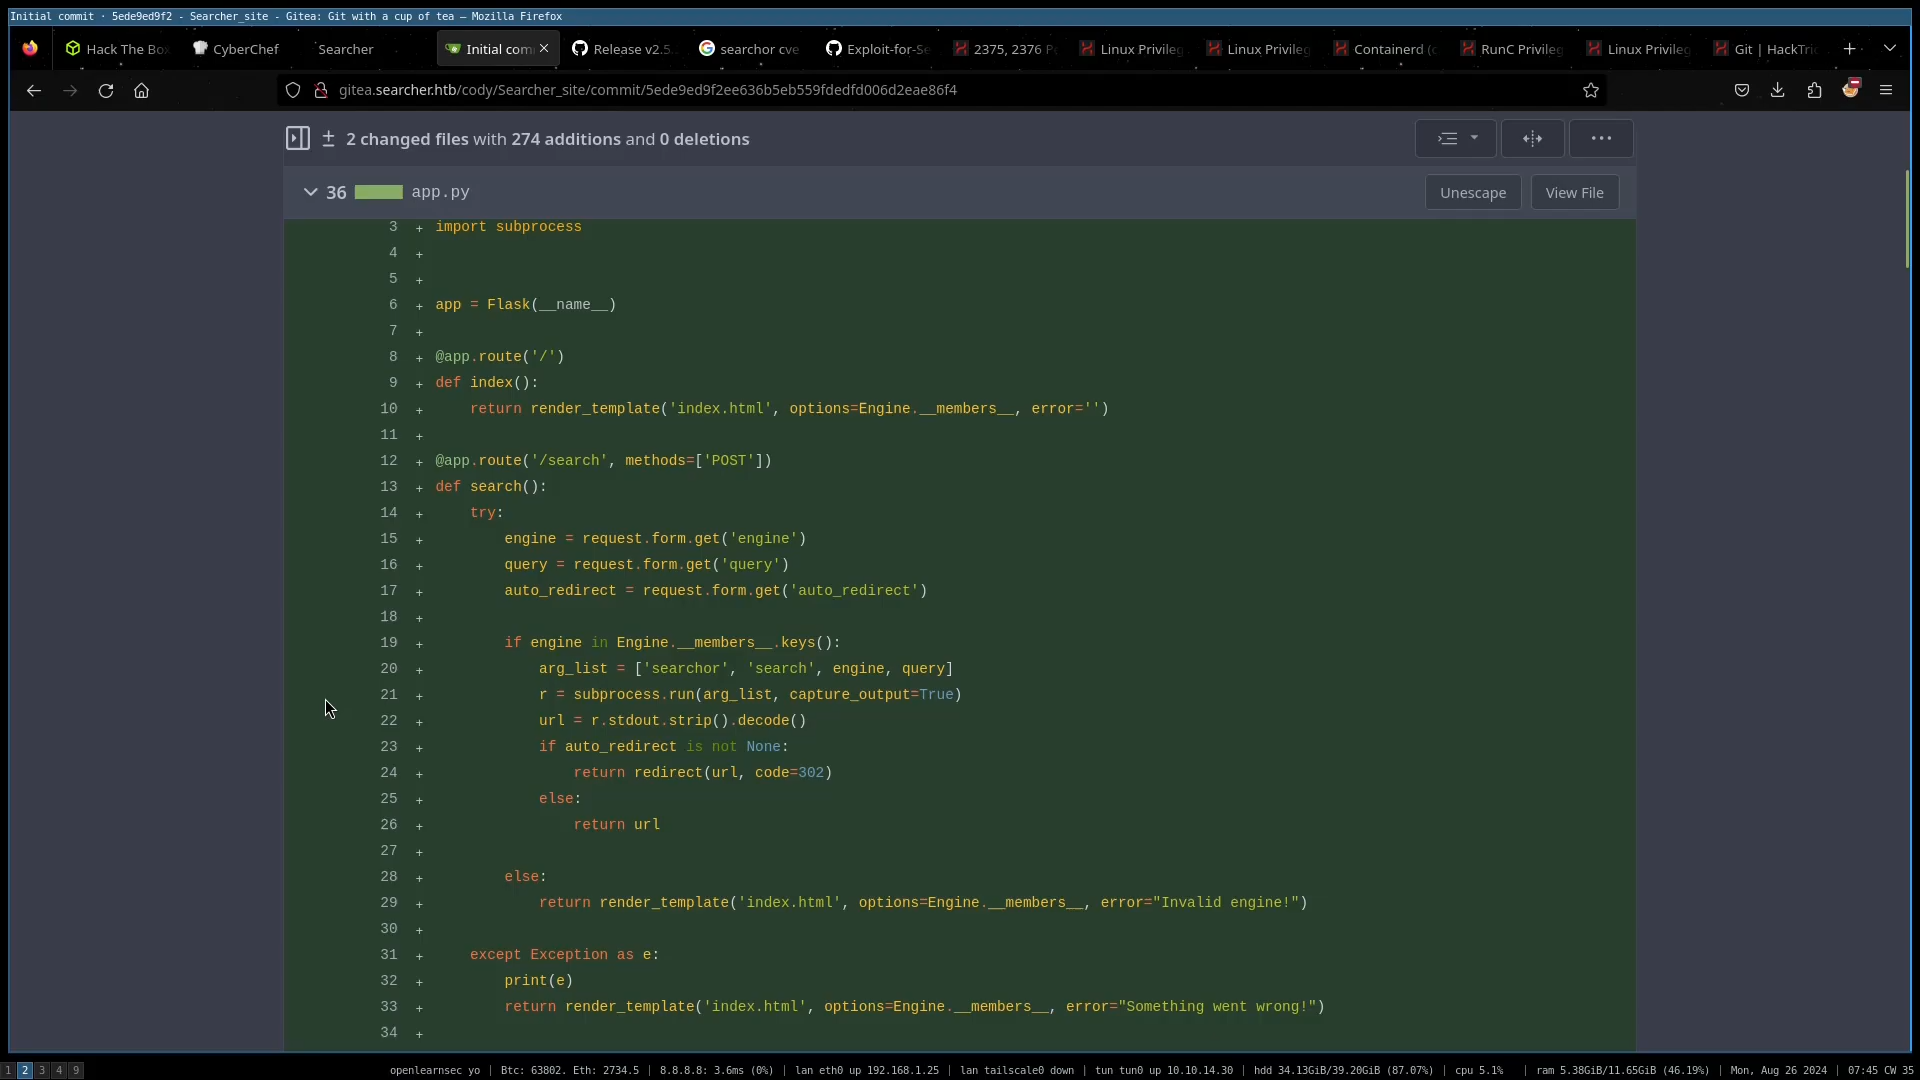 Initial commit · 5ede9ed9f2 - Searcher_site - Gitea: Git with a cup of tea — Mozilla Firefox
Hack The Bo
CyberChef
Searcher
Initial com
Release v2.5.
searchor cve
Exploit-for-Se
2375, 2376 P
Linux Privileg
Linux Privileg
Containerd (c
RunC Privileg
Linux Privileg
Git | HackTri
gitea.searcher.htb/cody/Searcher_site/commit/5ede9ed9f2ee636b5eb559fdedfd006d2eae86f4
± 2 changed files with 274 additions and 0 deletions
36 app.py
Unescape
View File
3 + import subprocess
4 +
5 +
6 + app = Flask(__name__)
7 +
8 + @app.route('/')
9 + def index():
10 + return render_template('index.html', options=Engine.__members__, error='')
11 +
12 + @app.route('/search', methods=['POST'])
13 + def search():
14 + try:
15 + engine = request.form.get('engine')
16 + query = request.form.get('query')
17 + auto_redirect = request.form.get('auto_redirect')
18 +
19 + if engine in Engine.__members__.keys():
20 + arg_list = ['searchor', 'search', engine, query]
21 + r = subprocess.run(arg_list, capture_output=True)
22 + url = r.stdout.strip().decode()
23 + if auto_redirect is not None:
24 + return redirect(url, code=302)
25 + else:
26 + return url
27 +
28 + else:
29 + return render_template('index.html', options=Engine.__members__, error="Invalid engine!")
30 +
31 + except Exception as e:
32 + print(e)
33 + return render_template('index.html', options=Engine.__members__, error="Something went wrong!")
34 +
1 2 3 4 9
openlearnsec yo | Btc: 63802. Eth: 2734.5 | 8.8.8.8: 3.6ms (0%) | lan eth0 up 192.168.1.25 | lan tailscale0 down | tun tun0 up 10.10.14.30 | hdd 34.13GiB/39.20GiB (87.07%) | cpu 5.1% | ram 5.38GiB/11.65GiB (46.19%) | Mon, Aug 26 2024 | 07:45 CW 35